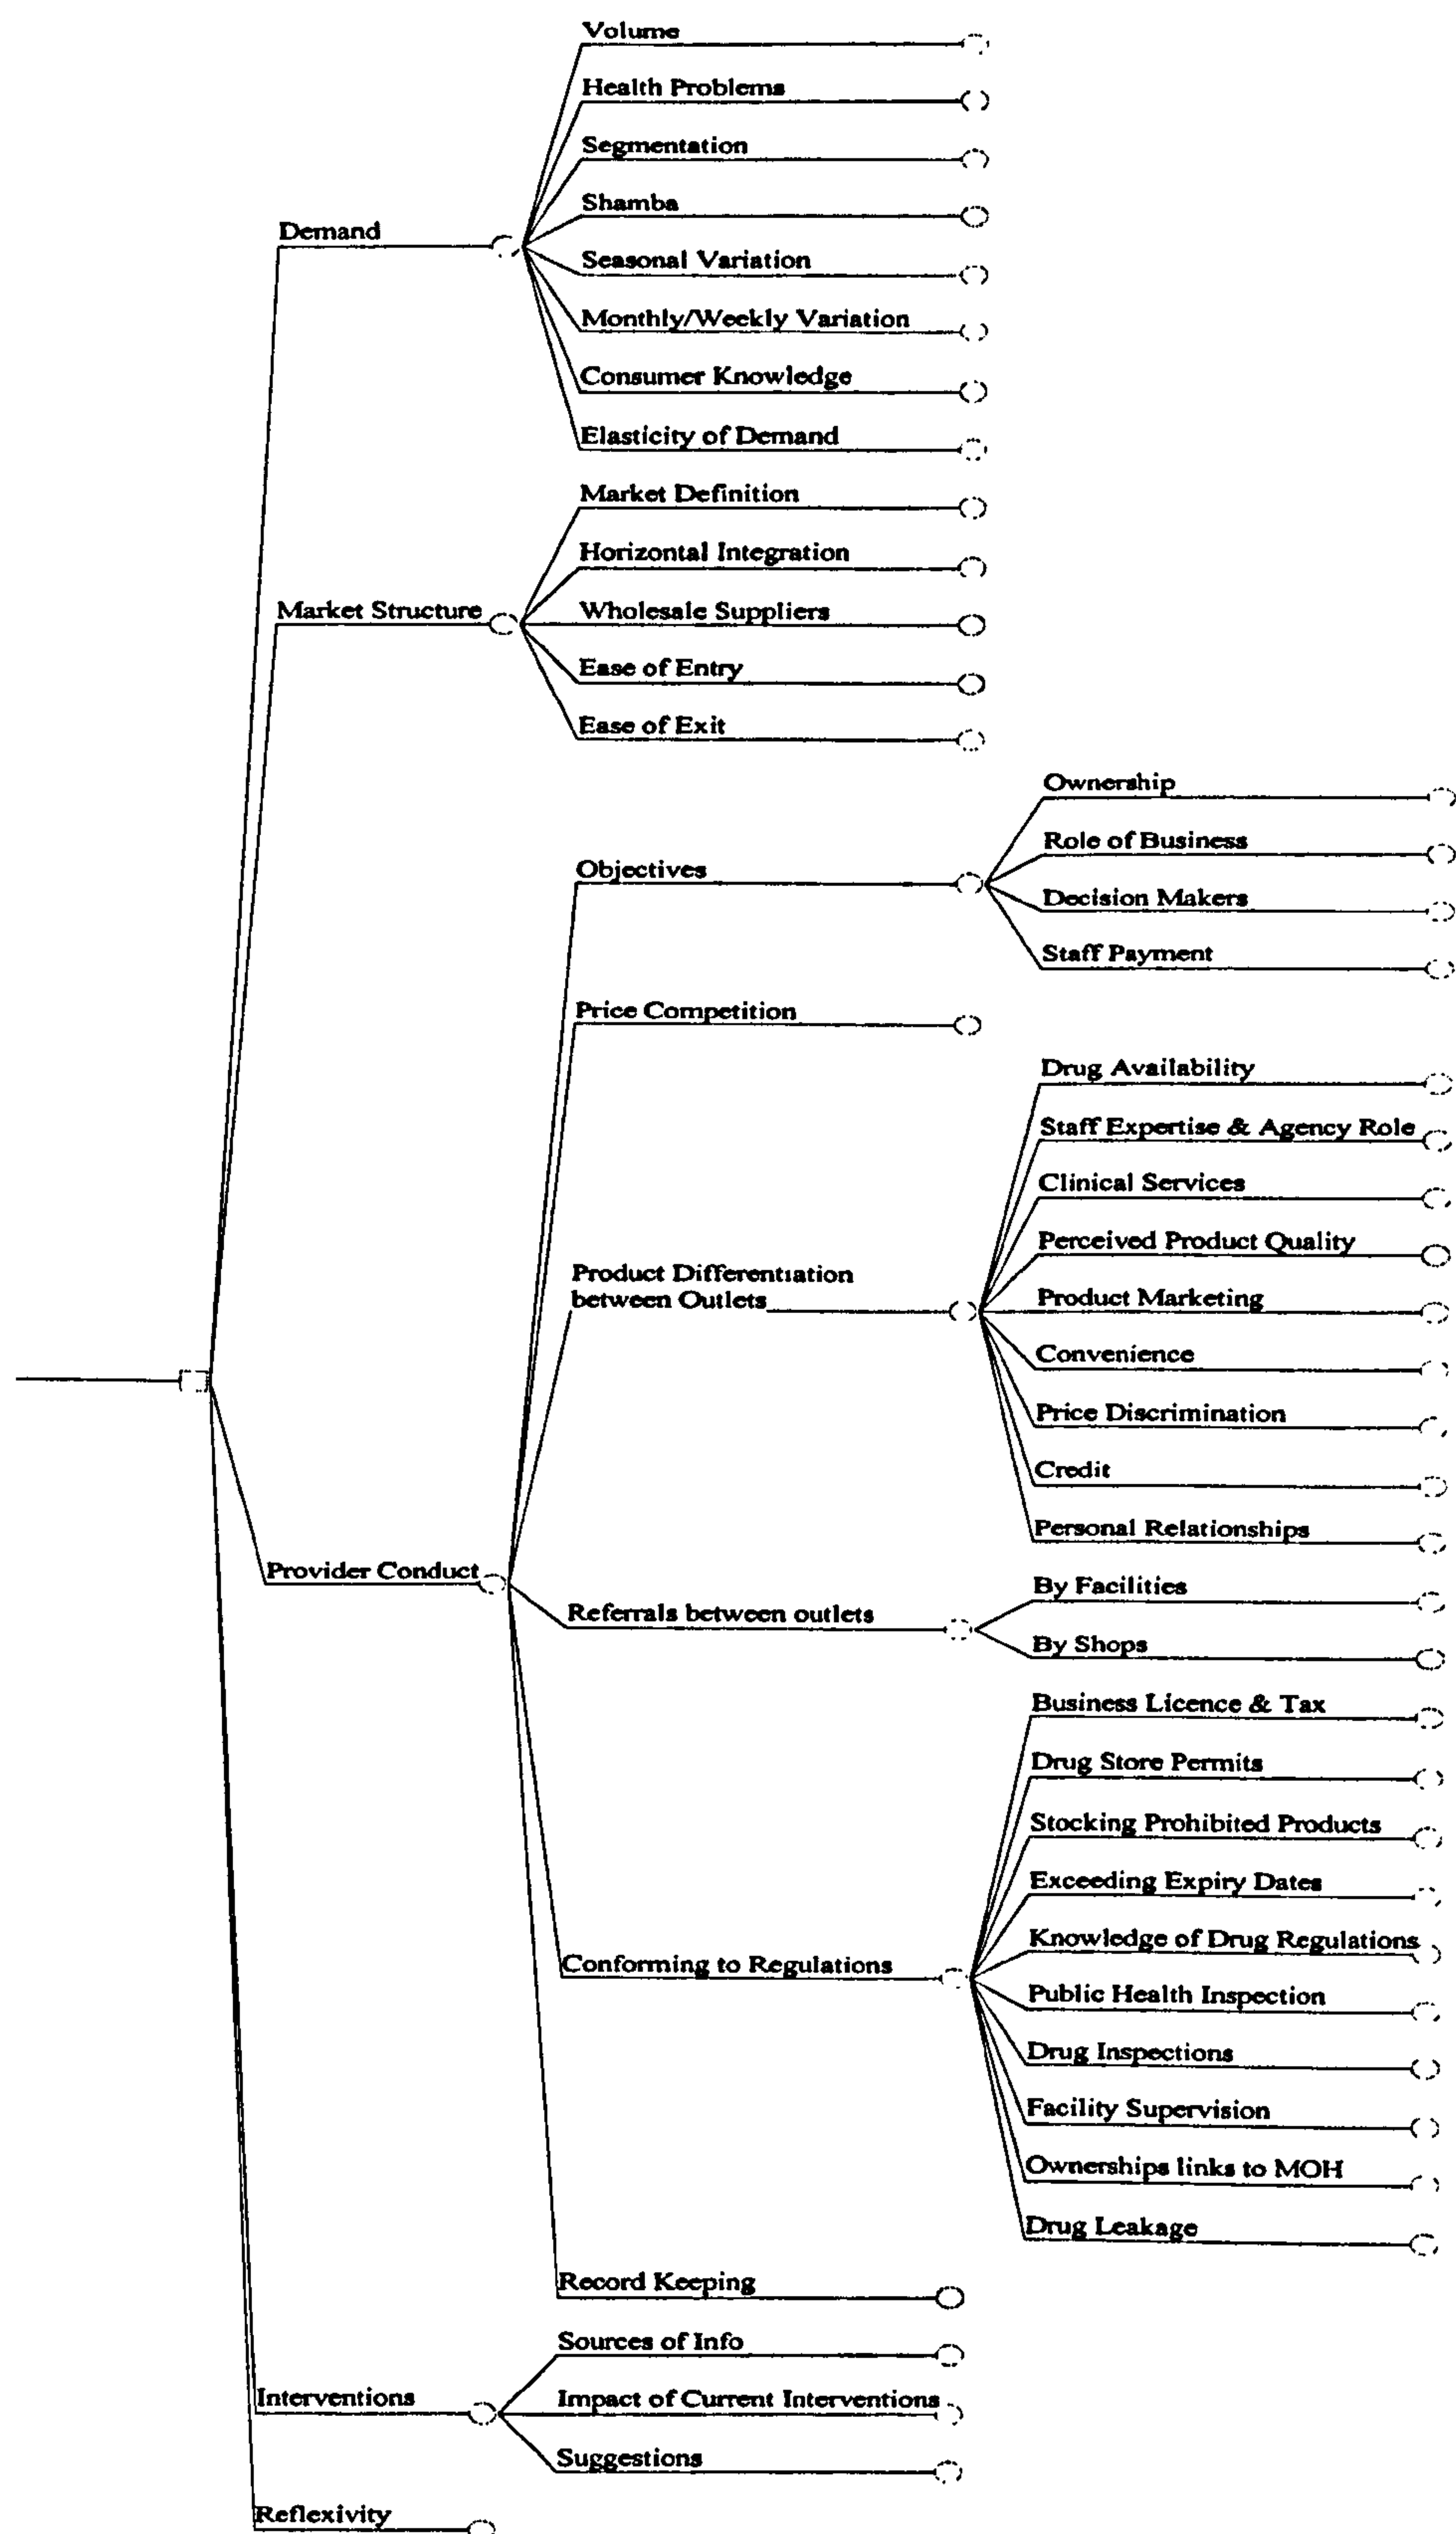 Volume
Health Problems
Segmentation
Shamba
Demand
Seasonal Variation
Monthly/Weekly Variation
Consumer Knowledge
Elasticity of Demand
Market Definition
Horizontal Integration
Market Structure
Wholesale Suppliers
Ease of Entry
Ease of Exit
Ownership
Role of Business
Objectives
Decision Makers
Staff Payment
Price Competition
Drug Availability
Staff Expertise & Agency Role
Clinical Services
Perceived Product Quality
Product Differentiation
between Outlets
Product Marketing
Convenience
Price Discrimination
Credit
Personal Relationships
Provider Conduct
By Facilities
Referrals between outlets
By Shops
Business Licence & Tax
Drug Store Permits
Stocking Prohibited Products
Exceeding Expiry Dates
Knowledge of Drug Regulations
Conforming to Regulations
Public Health Inspection
Drug Inspections
Facility Supervision
Ownerships links to MOH
Drug Leakage
Record Keeping
Sources of Info
Interventions
Impact of Current Interventions
Suggestions
Reflexivity